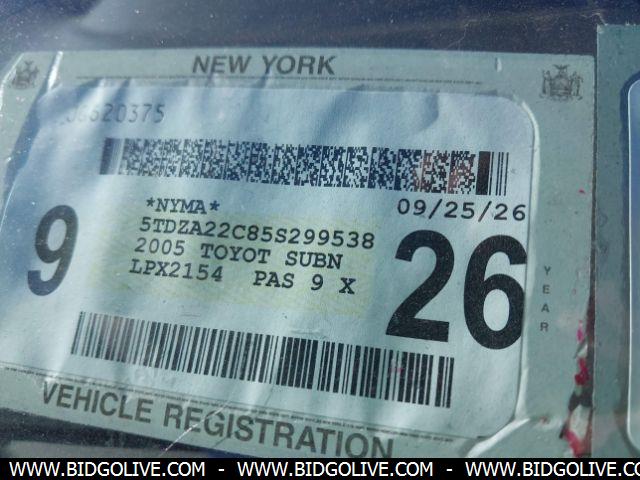 NEW YORK
*NYMA*
09/25/26
5TDZA22C85S299538
2005 TOYOT SUBN
LPX2154 PAS 9 X
9
26
YEAR
VEHICLE REGISTRATION
WWW.BIDGOLIVE.COM - WWW.BIDGOLIVE.COM - WWW.BIDGOLIVE.COM